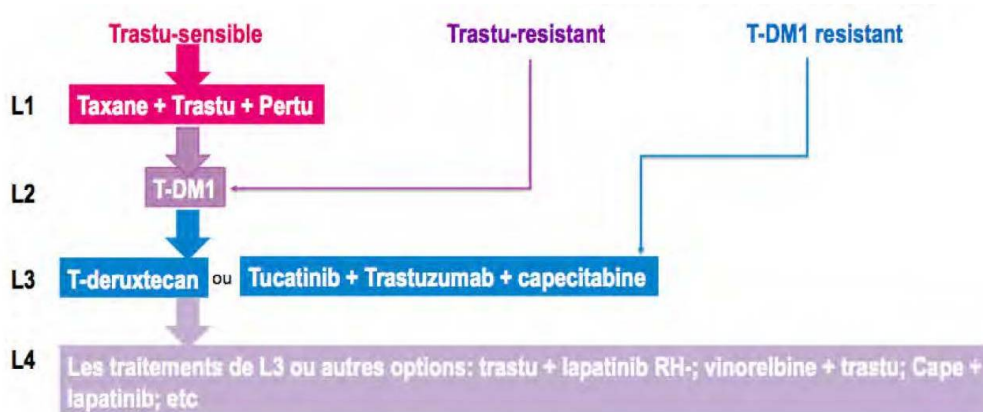 Trastu-sensible
Trastu-resistant
T-DM1 resistant
L1
Taxane + Trastu + Pertu
L2
T-DM1
L3
T-deruxtecan
ou
Tucatinib + Trastuzumab + capecitabine
L4
Les traitements de L3 ou autres options: trastu + lapatinib RH-; vinorelbine + trastu; Cape +
lapatinib; etc